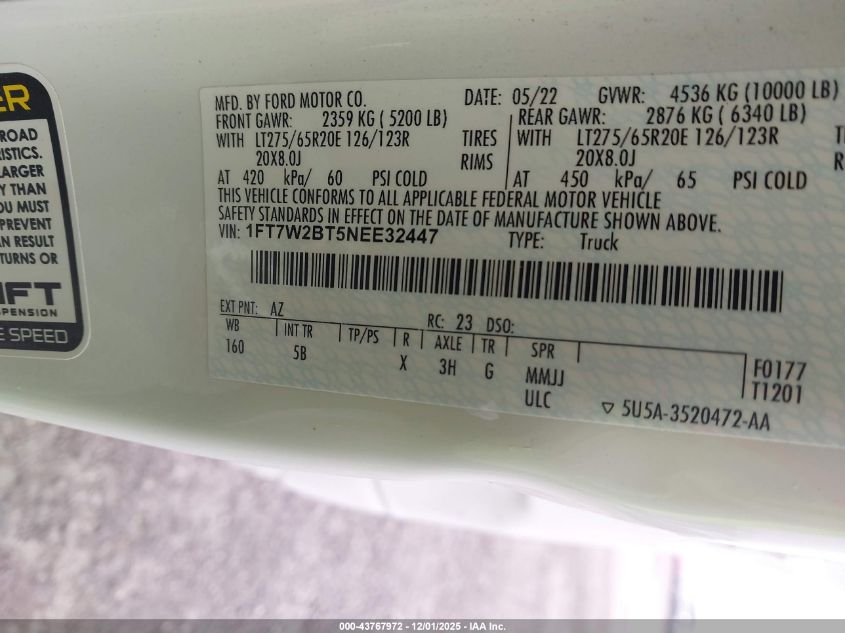 ER
ROAD
RISTICS.
LARGER
Y THAN
OU MUST
PREVENT
N RESULT
TURNS OR
IFT
SPENSION
E SPEED
MFD. BY FORD MOTOR CO. DATE: 05/22 GVWR: 4536 KG (10000 LB)
FRONT GAWR: 2359 KG ( 5200 LB) REAR GAWR: 2876 KG ( 6340 LB)
WITH LT275/65R20E 126/123R TIRES WITH LT275/65R20E 126/123R TI
20X8.0J RIMS 20X8.0J R
AT 420 kPa/ 60 PSI COLD AT 450 kPa/ 65 PSI COLD
THIS VEHICLE CONFORMS TO ALL APPLICABLE FEDERAL MOTOR VEHICLE
SAFETY STANDARDS IN EFFECT ON THE DATE OF MANUFACTURE SHOWN ABOVE.
VIN: 1FT7W2BT5NEE32447 TYPE: Truck
EXT PNT: AZ RC: 23 DSO:
WB INT TR TP/PS R AXLE TR SPR
160 5B X 3H G MMJJ F0177
ULC T1201
5U5A-3520472-AA
000-43767972 - 12/01/2025 - IAA Inc.